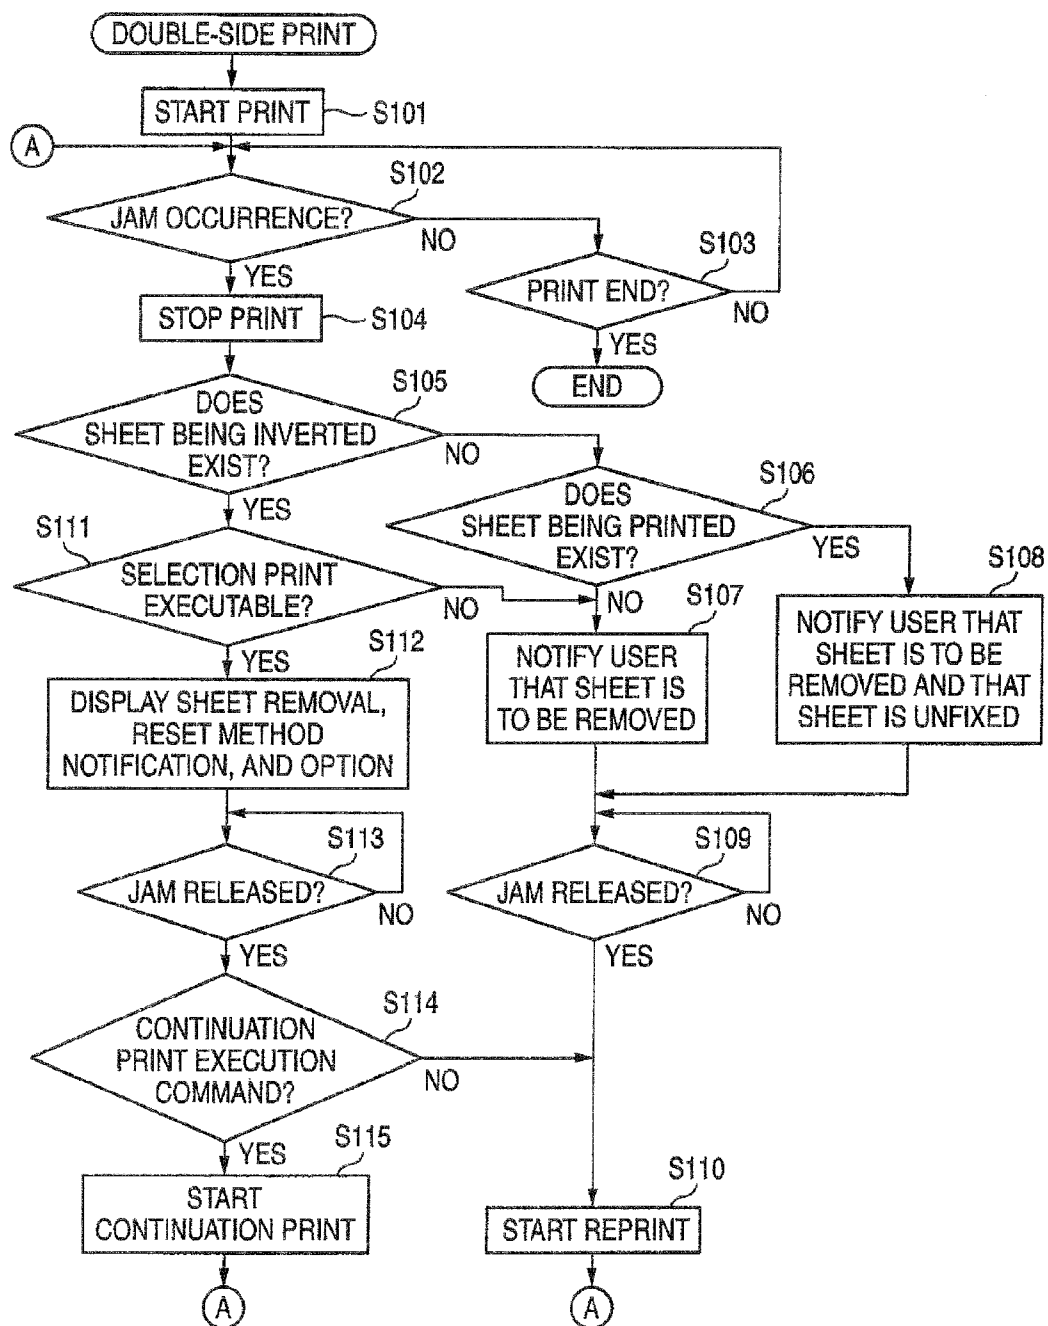 DOUBLE-SIDE PRINT
START PRINT
S101
A
S102
JAM OCCURRENCE?
NO
YES
S103
PRINT END?
NO
YES
END
STOP PRINT
S104
S105
DOES
SHEET BEING INVERTED
EXIST?
NO
YES
S106
DOES
SHEET BEING PRINTED
EXIST?
YES
NO
S111
SELECTION PRINT
EXECUTABLE?
NO
YES
S107
NOTIFY USER
THAT SHEET IS
TO BE REMOVED
S108
NOTIFY USER THAT
SHEET IS TO BE
REMOVED AND THAT
SHEET IS UNFIXED
S112
DISPLAY SHEET REMOVAL,
RESET METHOD
NOTIFICATION, AND OPTION
S113
JAM RELEASED?
NO
YES
S109
JAM RELEASED?
NO
YES
S114
CONTINUATION
PRINT EXECUTION
COMMAND?
NO
YES
S115
START
CONTINUATION PRINT
S110
START REPRINT
A
A